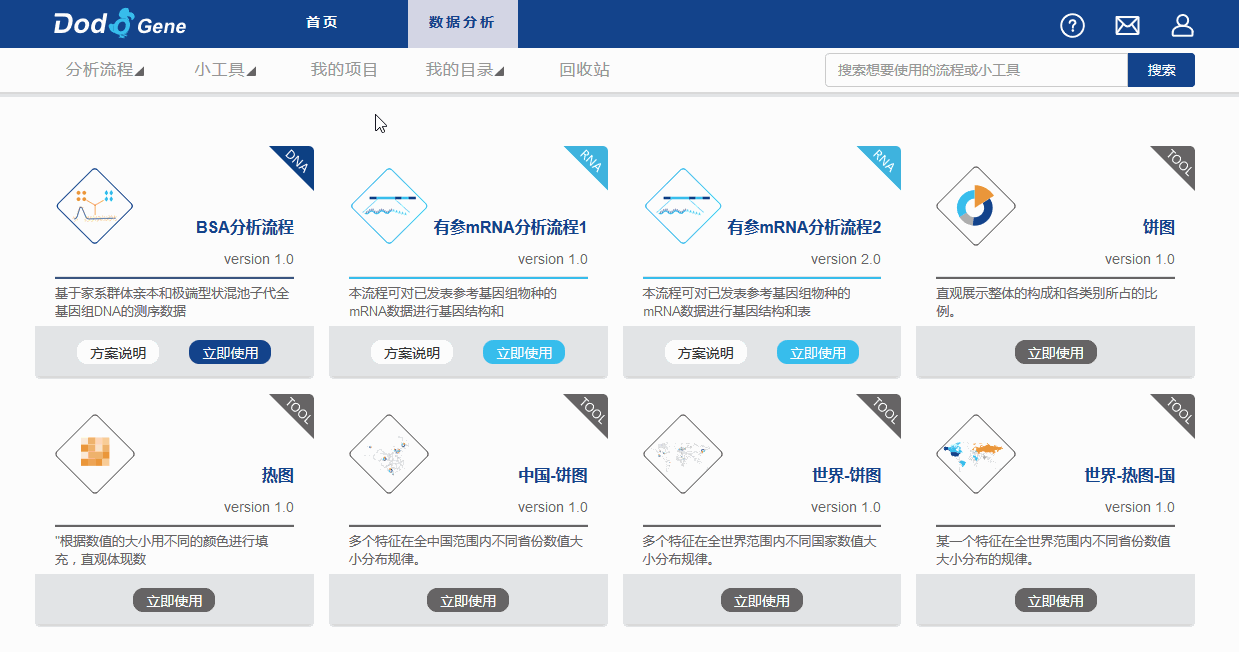 Dodo Gene
首页
数据分析
分析流程
小工具
我的项目
我的目录
回收站
搜索想要使用的流程或小工具
搜索
DNA
BSA分析流程
version 1.0
基于家系群体亲本和极端型状混池子代全
基因组DNA的测序数据
方案说明
立即使用
RNA
有参mRNA分析流程1
version 1.0
本流程可对已发表参考基因组物种的
mRNA数据进行基因结构和
方案说明
立即使用
RNA
有参mRNA分析流程2
version 2.0
本流程可对已发表参考基因组物种的
mRNA数据进行基因结构和表
方案说明
立即使用
TOOL
饼图
version 1.0
直观展示整体的构成和各类别所占的比
例。
立即使用
TOOL
热图
version 1.0
"根据数值的大小用不同的颜色进行填
充，直观体现数
立即使用
TOOL
中国-饼图
version 1.0
多个特征在全中国范围内不同省份数值大
小分布规律。
立即使用
TOOL
世界-饼图
version 1.0
多个特征在全世界范围内不同国家数值大
小分布规律。
立即使用
TOOL
世界-热图-国
version 1.0
某一个特征在全世界范围内不同省份数值
大小分布的规律。
立即使用